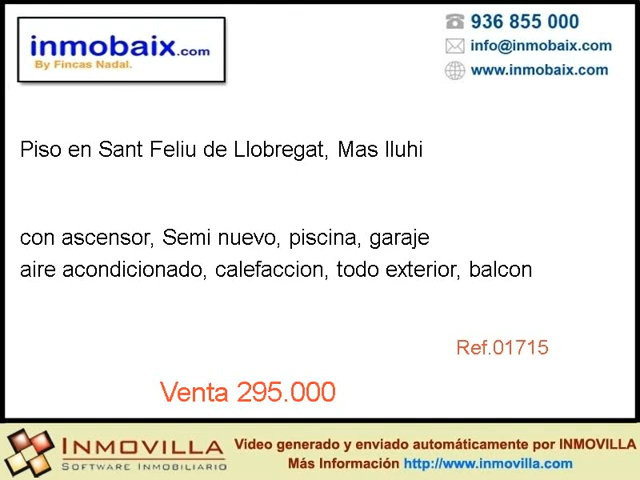 inmobaix.com
By Fincas Nadal.
936 855 000
info@inmobaix.com
www.inmobaix.com
Piso en Sant Feliu de Llobregat, Mas lluhi
con ascensor, Semi nuevo, piscina, garaje
aire acondicionado, calefaccion, todo exterior, balcon
Ref.01715
Venta 295.000
INMOVILLA
SOFTWARE INMOBILIARIO
Video generado y enviado automáticamente por INMOVILLA
Más Información http://www.inmovilla.com